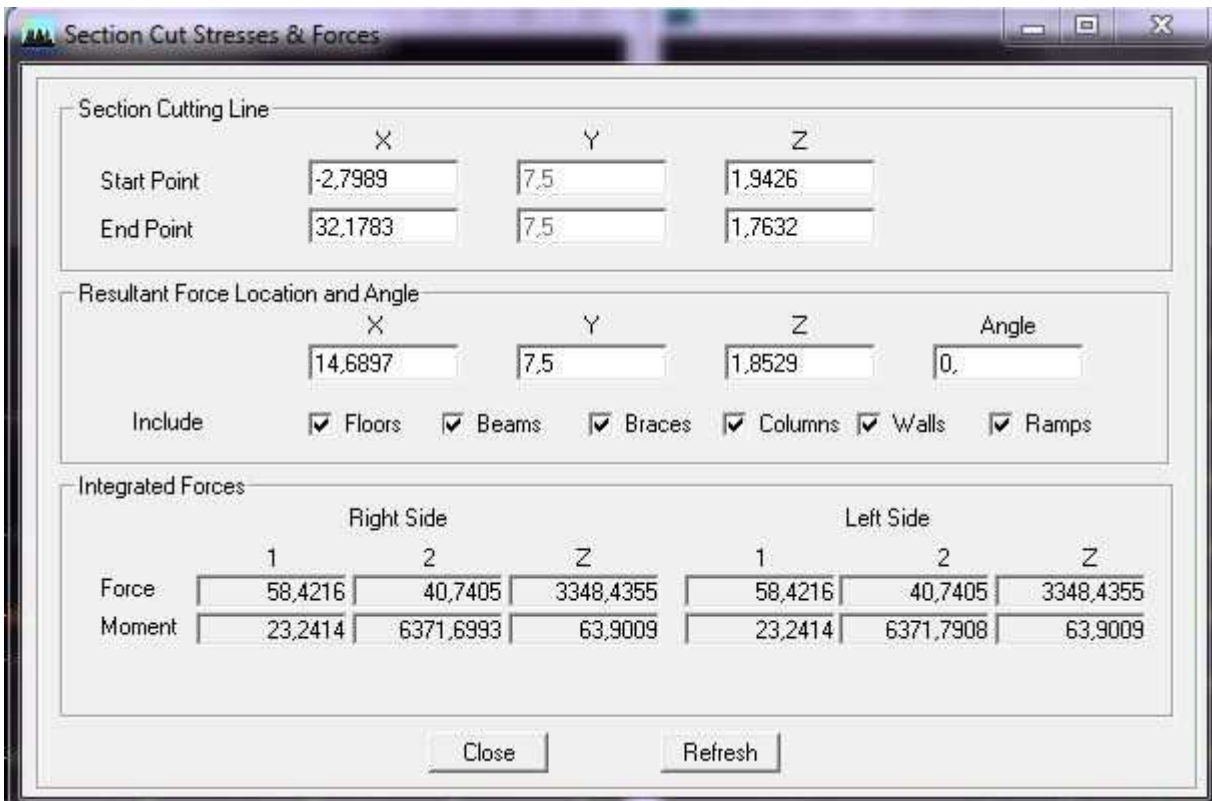 Section Cut Stresses & Forces
Section Cutting Line
X Y Z
Start Point -2,7989 7,5 1,9426
End Point 32,1783 7,5 1,7632
Resultant Force Location and Angle
X Y Z Angle
14,6897 7,5 1,8529 0,
Include Floors Beams Braces Columns Walls Ramps
Integrated Forces
Right Side Left Side
1 2 Z 1 2 Z
Force 58,4216 40,7405 3348,4355 58,4216 40,7405 3348,4355
Moment 23,2414 6371,6993 63,9009 23,2414 6371,7908 63,9009
Close Refresh